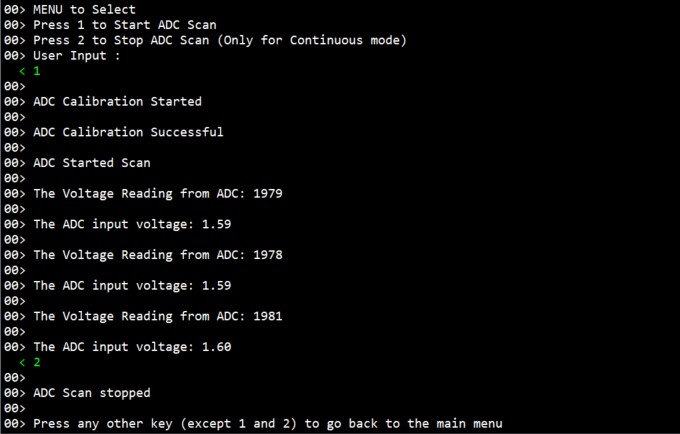 00> MENU to Select
00> Press 1 to Start ADC Scan
00> Press 2 to Stop ADC Scan (Only for Continuous mode)
00> User Input :
< 1
00>
00> ADC Calibration Started
00>
00> ADC Calibration Successful
00>
00> ADC Started Scan
00>
00> The Voltage Reading from ADC: 1979
00>
00> The ADC input voltage: 1.59
00>
00> The Voltage Reading from ADC: 1978
00>
00> The ADC input voltage: 1.59
00>
00> The Voltage Reading from ADC: 1981
00>
00> The ADC input voltage: 1.60
< 2
00>
00> ADC Scan stopped
00>
00> Press any other key (except 1 and 2) to go back to the main menu